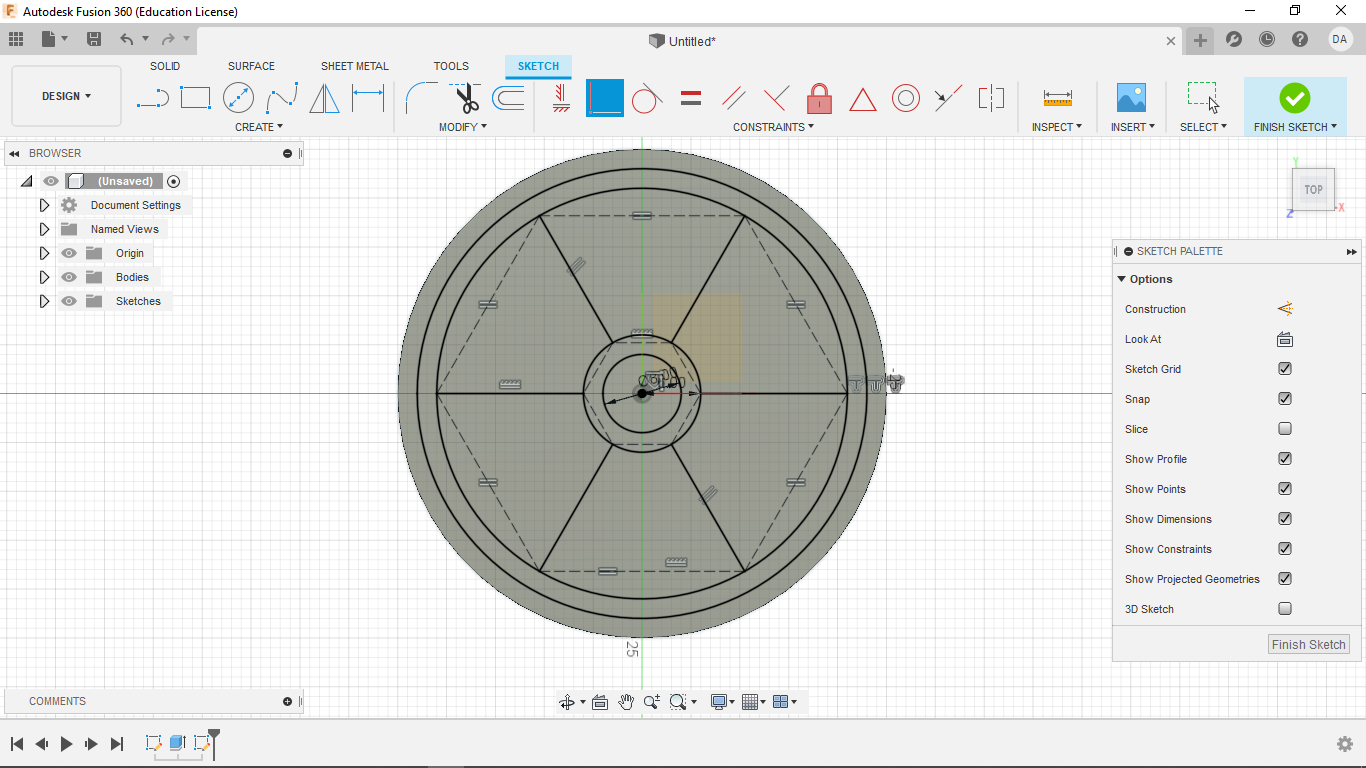 Autodesk Fusion 360 (Education License)
Untitled*
DA
SOLID SURFACE SHEET METAL TOOLS SKETCH
DESIGN
CREATE MODIFY CONSTRAINTS INSPECT INSERT SELECT FINISH SKETCH
BROWSER
(Unsaved)
Document Settings
Named Views
Origin
Bodies
Sketches
Y
TOP
X
Z
SKETCH PALETTE
Options
Construction
Look At
Sketch Grid
Snap
Slice
Show Profile
Show Points
Show Dimensions
Show Constraints
Show Projected Geometries
3D Sketch
Finish Sketch
25
COMMENTS